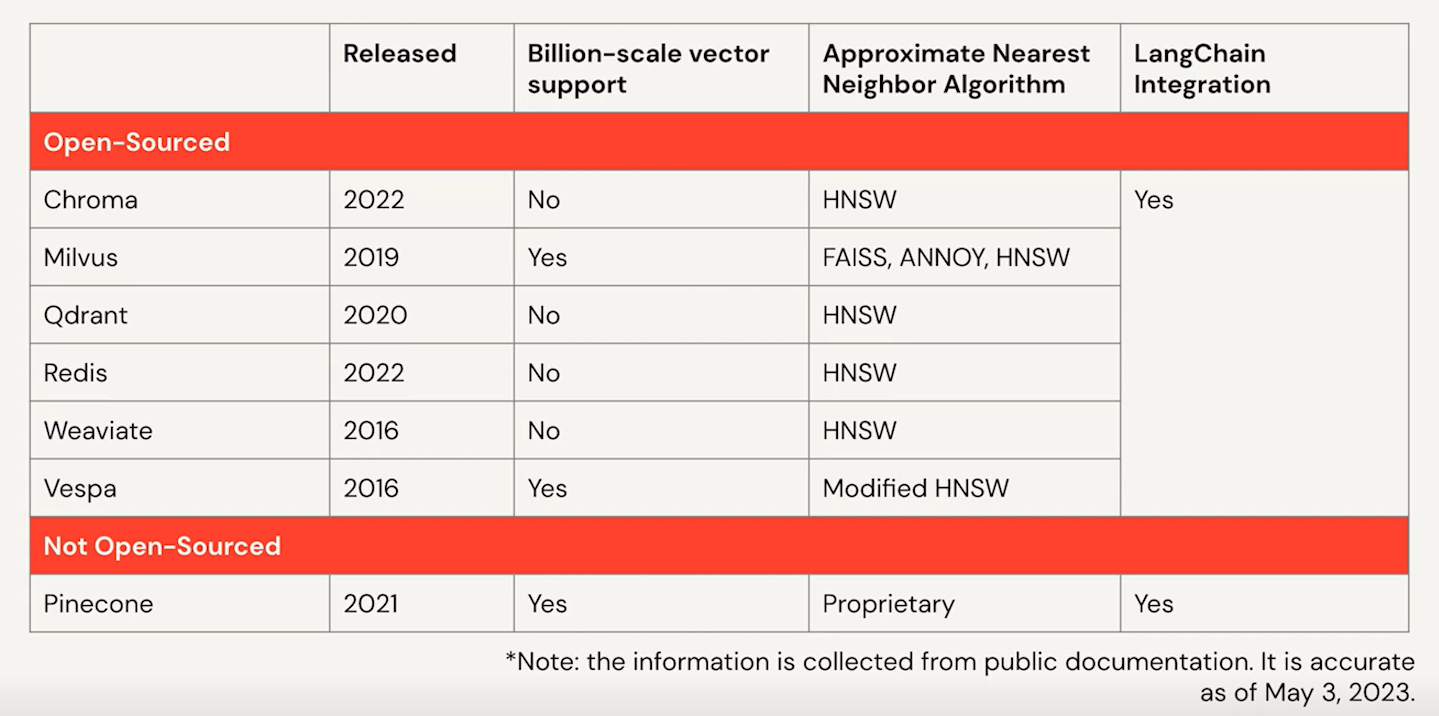 Released
Billion-scale vector support
Approximate Nearest Neighbor Algorithm
LangChain Integration
Open-Sourced
Chroma 2022 No HNSW Yes
Milvus 2019 Yes FAISS, ANNOY, HNSW
Qdrant 2020 No HNSW
Redis 2022 No HNSW
Weaviate 2016 No HNSW
Vespa 2016 Yes Modified HNSW
Not Open-Sourced
Pinecone 2021 Yes Proprietary Yes
*Note: the information is collected from public documentation. It is accurate
as of May 3, 2023.